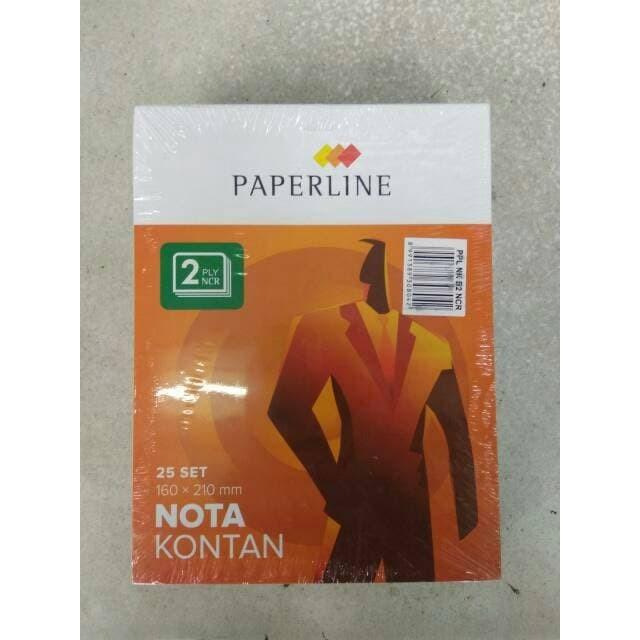 PAPERLINE
2 PLY
NCR
PPL NK B2 NCR
25 SET
160 × 210 mm
NOTA
KONTAN